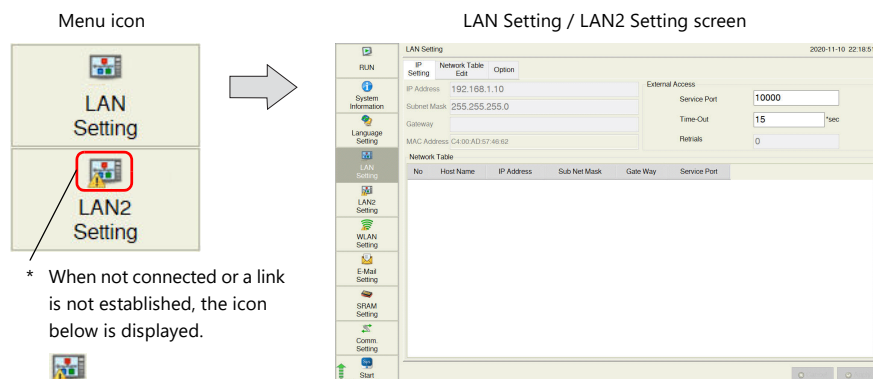 Menu icon
LAN Setting / LAN2 Setting screen
LAN
Setting
LAN2
Setting
* When not connected or a link
is not established, the icon
below is displayed.
LAN Setting 2020-11-10 22:18:51
RUN
System
Information
Language
Setting
LAN
Setting
LAN2
Setting
WLAN
Setting
E-Mail
Setting
SRAM
Setting
Comm.
Setting
Sys
Start
IP
Setting
Network Table
Edit
Option
IP Address 192.168.1.10
Subnet Mask 255.255.255.0
Gateway
MAC Address C4:00:AD:57:46:62
External Access
Service Port 10000
Time-Out 15 *sec
Retrials 0
Network Table
No Host Name IP Address Sub Net Mask Gate Way Service Port